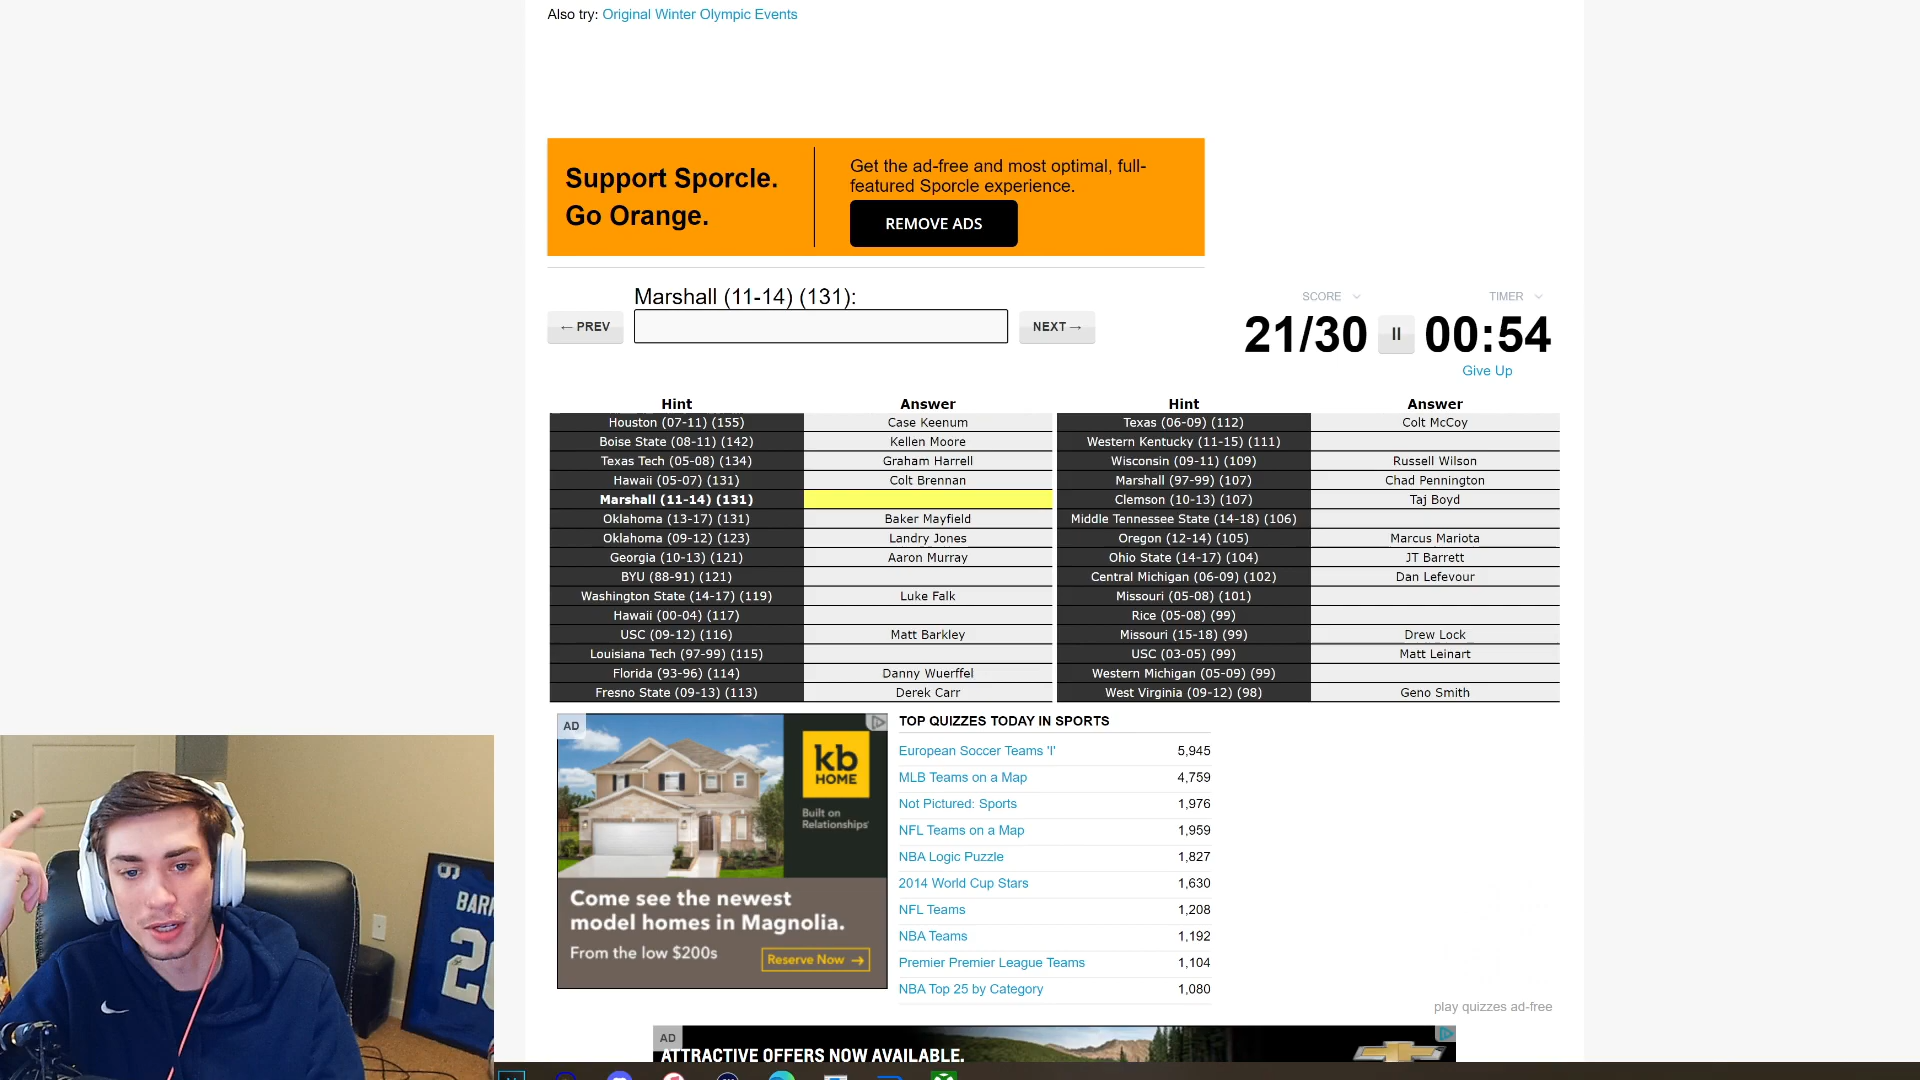 Also try: Original Winter Olympic Events
Support Sporcle.
Go Orange.
Get the ad-free and most optimal, full-
featured Sporcle experience.
REMOVE ADS
Marshall (11-14) (131):
← PREV
NEXT →
SCORE
TIMER
21/30
00:54
Give Up
Hint Answer
Houston (07-11) (155) Case Keenum
Boise State (08-11) (142) Kellen Moore
Texas Tech (05-08) (134) Graham Harrell
Hawaii (05-07) (131) Colt Brennan
Marshall (11-14) (131)
Oklahoma (13-17) (131) Baker Mayfield
Oklahoma (09-12) (123) Landry Jones
Georgia (10-13) (121) Aaron Murray
BYU (88-91) (121)
Washington State (14-17) (119) Luke Falk
Hawaii (00-04) (117)
USC (09-12) (116) Matt Barkley
Louisiana Tech (97-99) (115)
Florida (93-96) (114) Danny Wuerffel
Fresno State (09-13) (113) Derek Carr
Hint Answer
Texas (06-09) (112) Colt McCoy
Western Kentucky (11-15) (111)
Wisconsin (09-11) (109) Russell Wilson
Marshall (97-99) (107) Chad Pennington
Clemson (10-13) (107) Taj Boyd
Middle Tennessee State (14-18) (106)
Oregon (12-14) (105) Marcus Mariota
Ohio State (14-17) (104) JT Barrett
Central Michigan (06-09) (102) Dan Lefevour
Missouri (05-08) (101)
Rice (05-08) (99)
Missouri (15-18) (99) Drew Lock
USC (03-05) (99) Matt Leinart
Western Michigan (05-09) (99)
West Virginia (09-12) (98) Geno Smith
AD
kb
HOME
Built on
Relationships
Come see the newest
model homes in Magnolia.
From the low $200s
Reserve Now →
TOP QUIZZES TODAY IN SPORTS
European Soccer Teams 'I' 5,945
MLB Teams on a Map 4,759
Not Pictured: Sports 1,976
NFL Teams on a Map 1,959
NBA Logic Puzzle 1,827
2014 World Cup Stars 1,630
NFL Teams 1,208
NBA Teams 1,192
Premier Premier League Teams 1,104
NBA Top 25 by Category 1,080
play quizzes ad-free
AD
ATTRACTIVE OFFERS NOW AVAILABLE.